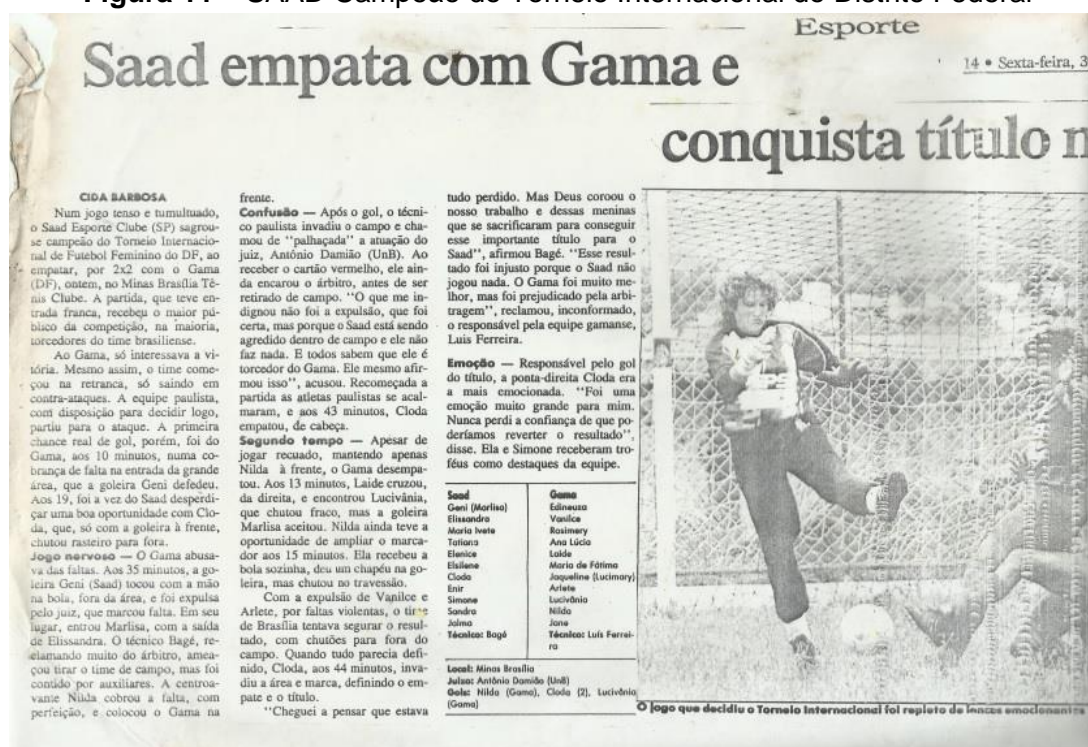 SAAD Campeão do Torneio Internacional do Distrito Federal
Esporte
14 • Sexta-feira, 3
Saad empata com Gama e
conquista título n
CIDA BARBOSA
Num jogo tenso e tumultuado,
o Saad Esporte Clube (SP) sagrou-
se campeão do Torneio Internacio-
nal de Futebol Feminino do DF, ao
empatar, por 2x2 com o Gama
(DF), ontem, no Minas Brasília Tê-
nis Clube. A partida, que teve en-
trada franca, recebeu o maior pú-
blico da competição, na maioria,
torcedores do time brasiliense.
Ao Gama, só interessava a vi-
tória. Mesmo assim, o time come-
çou na retranca, só saindo em
contra-ataques. A equipe paulista,
com disposição para decidir logo,
partiu para o ataque. A primeira
chance real de gol, porém, foi do
Gama, aos 10 minutos, numa co-
brança de falta na entrada da grande
área, que a goleira Geni defedeu.
Aos 19, foi a vez do Saad desperdi-
çar uma boa oportunidade com Clo-
da, que, só com a goleira à frente,
chutou rasteiro para fora.
Jogo nervoso — O Gama abusa-
va das faltas. Aos 35 minutos, a go-
leira Geni (Saad) tocou com a mão
na bola, fora da área, e foi expulsa
pelo juiz, que marcou falta. Em seu
lugar, entrou Marlisa, com a saída
de Elissandra. O técnico Bagé, re-
clamando muito do árbitro, amea-
çou tirar o time de campo, mas foi
contido por auxiliares. A centroa-
vante Nilda cobrou a falta, com
perfeição, e colocou o Gama na
frente.
Confusão — Após o gol, o técni-
co paulista invadiu o campo e cha-
mou de "palhaçada" a atuação do
juiz, Antônio Damião (UnB). Ao
receber o cartão vermelho, ele ain-
da encarou o árbitro, antes de ser
retirado de campo. "O que me in-
dignou não foi a expulsão, que foi
certa, mas porque o Saad está sendo
agredido dentro de campo e ele não
faz nada. E todos sabem que ele é
torcedor do Gama. Ele mesmo afir-
mou isso", acusou. Recomeçada a
partida as atletas paulistas se acal-
maram, e aos 43 minutos, Cloda
empatou, de cabeça.
Segundo tempo — Apesar de
jogar recuado, mantendo apenas
Nilda à frente, o Gama desempa-
tou. Aos 13 minutos, Laide cruzou,
da direita, e encontrou Lucivânia,
que chutou fraco, mas a goleira
Marlisa aceitou. Nilda ainda teve a
oportunidade de ampliar o marca-
dor aos 15 minutos. Ela recebeu a
bola sozinha, deu um chapéu na go-
leira, mas chutou no travessão.
Com a expulsão de Vanilce e
Arlete, por faltas violentas, o time
de Brasília tentava segurar o resul-
tado, com chutões para fora do
campo. Quando tudo parecia defi-
nido, Cloda, aos 44 minutos, inva-
diu a área e marca, definindo o em-
pate e o título.
"Cheguei a pensar que estava
tudo perdido. Mas Deus coroou o
nosso trabalho e dessas meninas
que se sacrificaram para conseguir
esse importante título para o
Saad", afirmou Bagé. "Esse resul-
tado foi injusto porque o Saad não
jogou nada. O Gama foi muito me-
lhor, mas foi prejudicado pela arbi-
tragem", reclamou, inconformado,
o responsável pela equipe gamanse,
Luis Ferreira.
Emoção — Responsável pelo gol
do título, a ponta-direita Cloda era
a mais emocionada. "Foi uma
emoção muito grande para mim.
Nunca perdi a confiança de que po-
deríamos reverter o resultado",
disse. Ela e Simone receberam tro-
féus como destaques da equipe.
Saad
Geni (Marlisa)
Elissandra
Maria Ivete
Tatiana
Elenice
Elsilene
Cloda
Enir
Simone
Sandra
Jalma
Técnico: Bagé
Gama
Edineusa
Vanilce
Rosimery
Ana Lúcia
Laide
Maria de Fátima
Jaqueline (Lucimary)
Arlete
Lucivânia
Nilda
Jane
Técnico: Luís Ferrei-
ra
Local: Minas Brasília
Juízo: Antônio Damião (UnB)
Gols: Nilda (Gama), Cloda (2), Lucivânia
(Gama)
O jogo que decidiu o Torneio Internacional foi repleto de lances emocionantes